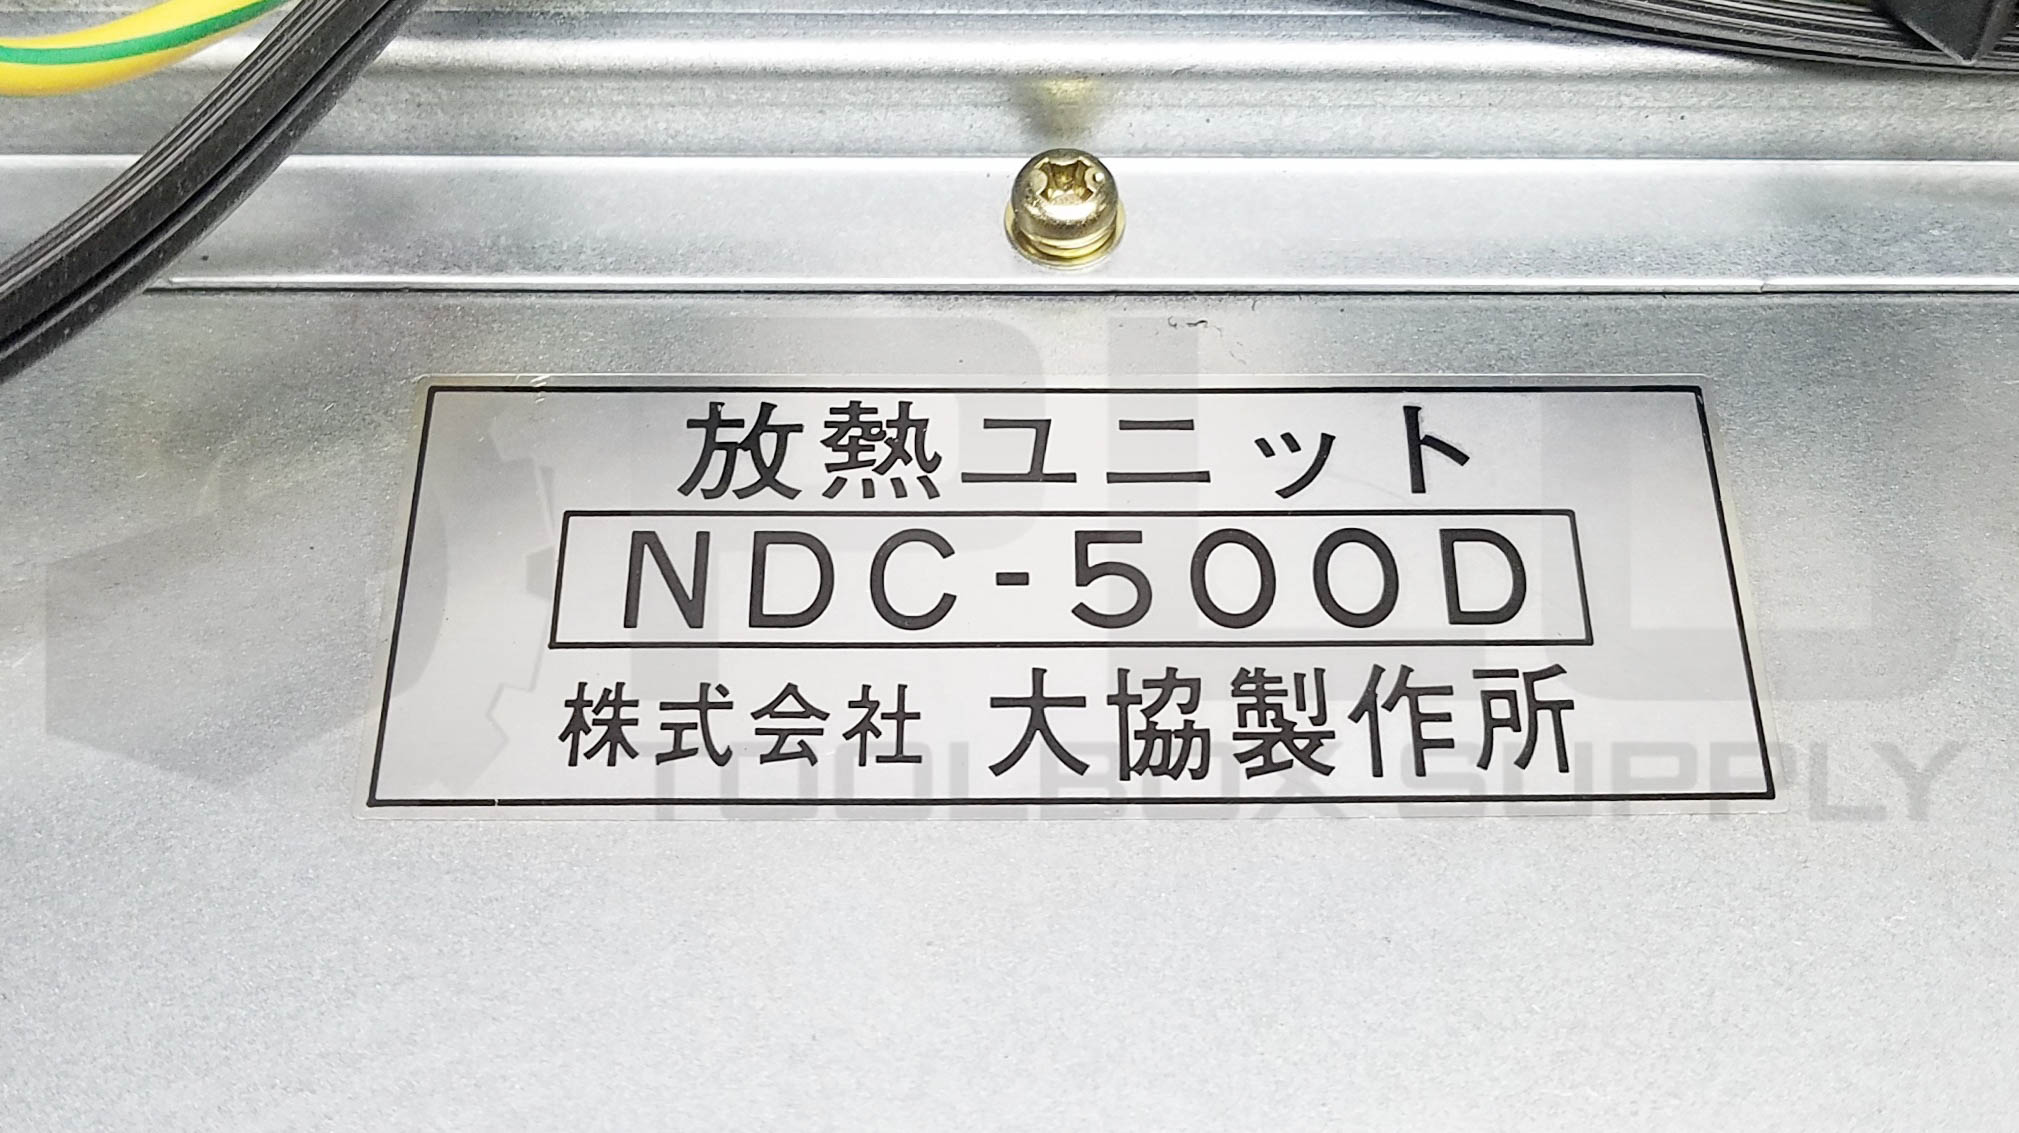 放熱ユニット
NDC-500D
株式会社 大協製作所
PLC
TOOLBOX SUPPLY